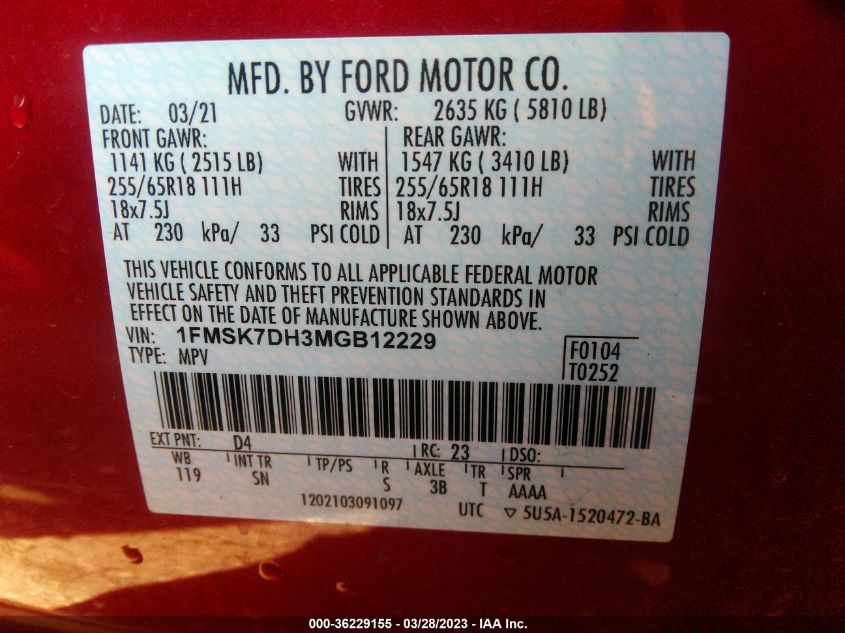 MFD. BY FORD MOTOR CO.
DATE: 03/21 GVWR: 2635 KG ( 5810 LB)
FRONT GAWR: REAR GAWR:
1141 KG ( 2515 LB) WITH 1547 KG ( 3410 LB) WITH
255/65R18 111H TIRES 255/65R18 111H TIRES
18x7.5J RIMS 18x7.5J RIMS
AT 230 kPa/ 33 PSI COLD AT 230 kPa/ 33 PSI COLD
THIS VEHICLE CONFORMS TO ALL APPLICABLE FEDERAL MOTOR
VEHICLE SAFETY AND THEFT PREVENTION STANDARDS IN
EFFECT ON THE DATE OF MANUFACTURE SHOWN ABOVE.
VIN: 1FMSK7DH3MGB12229
TYPE: MPV
F0104
T0252
EXT PNT: D4 RC: 23 DSO:
WB INT TR TP/PS R AXLE TR SPR
119 SN S 3B T AAAA
1202103091097 UTC ▽ 5U5A-1520472-BA
000-36229155 - 03/28/2023 - IAA Inc.